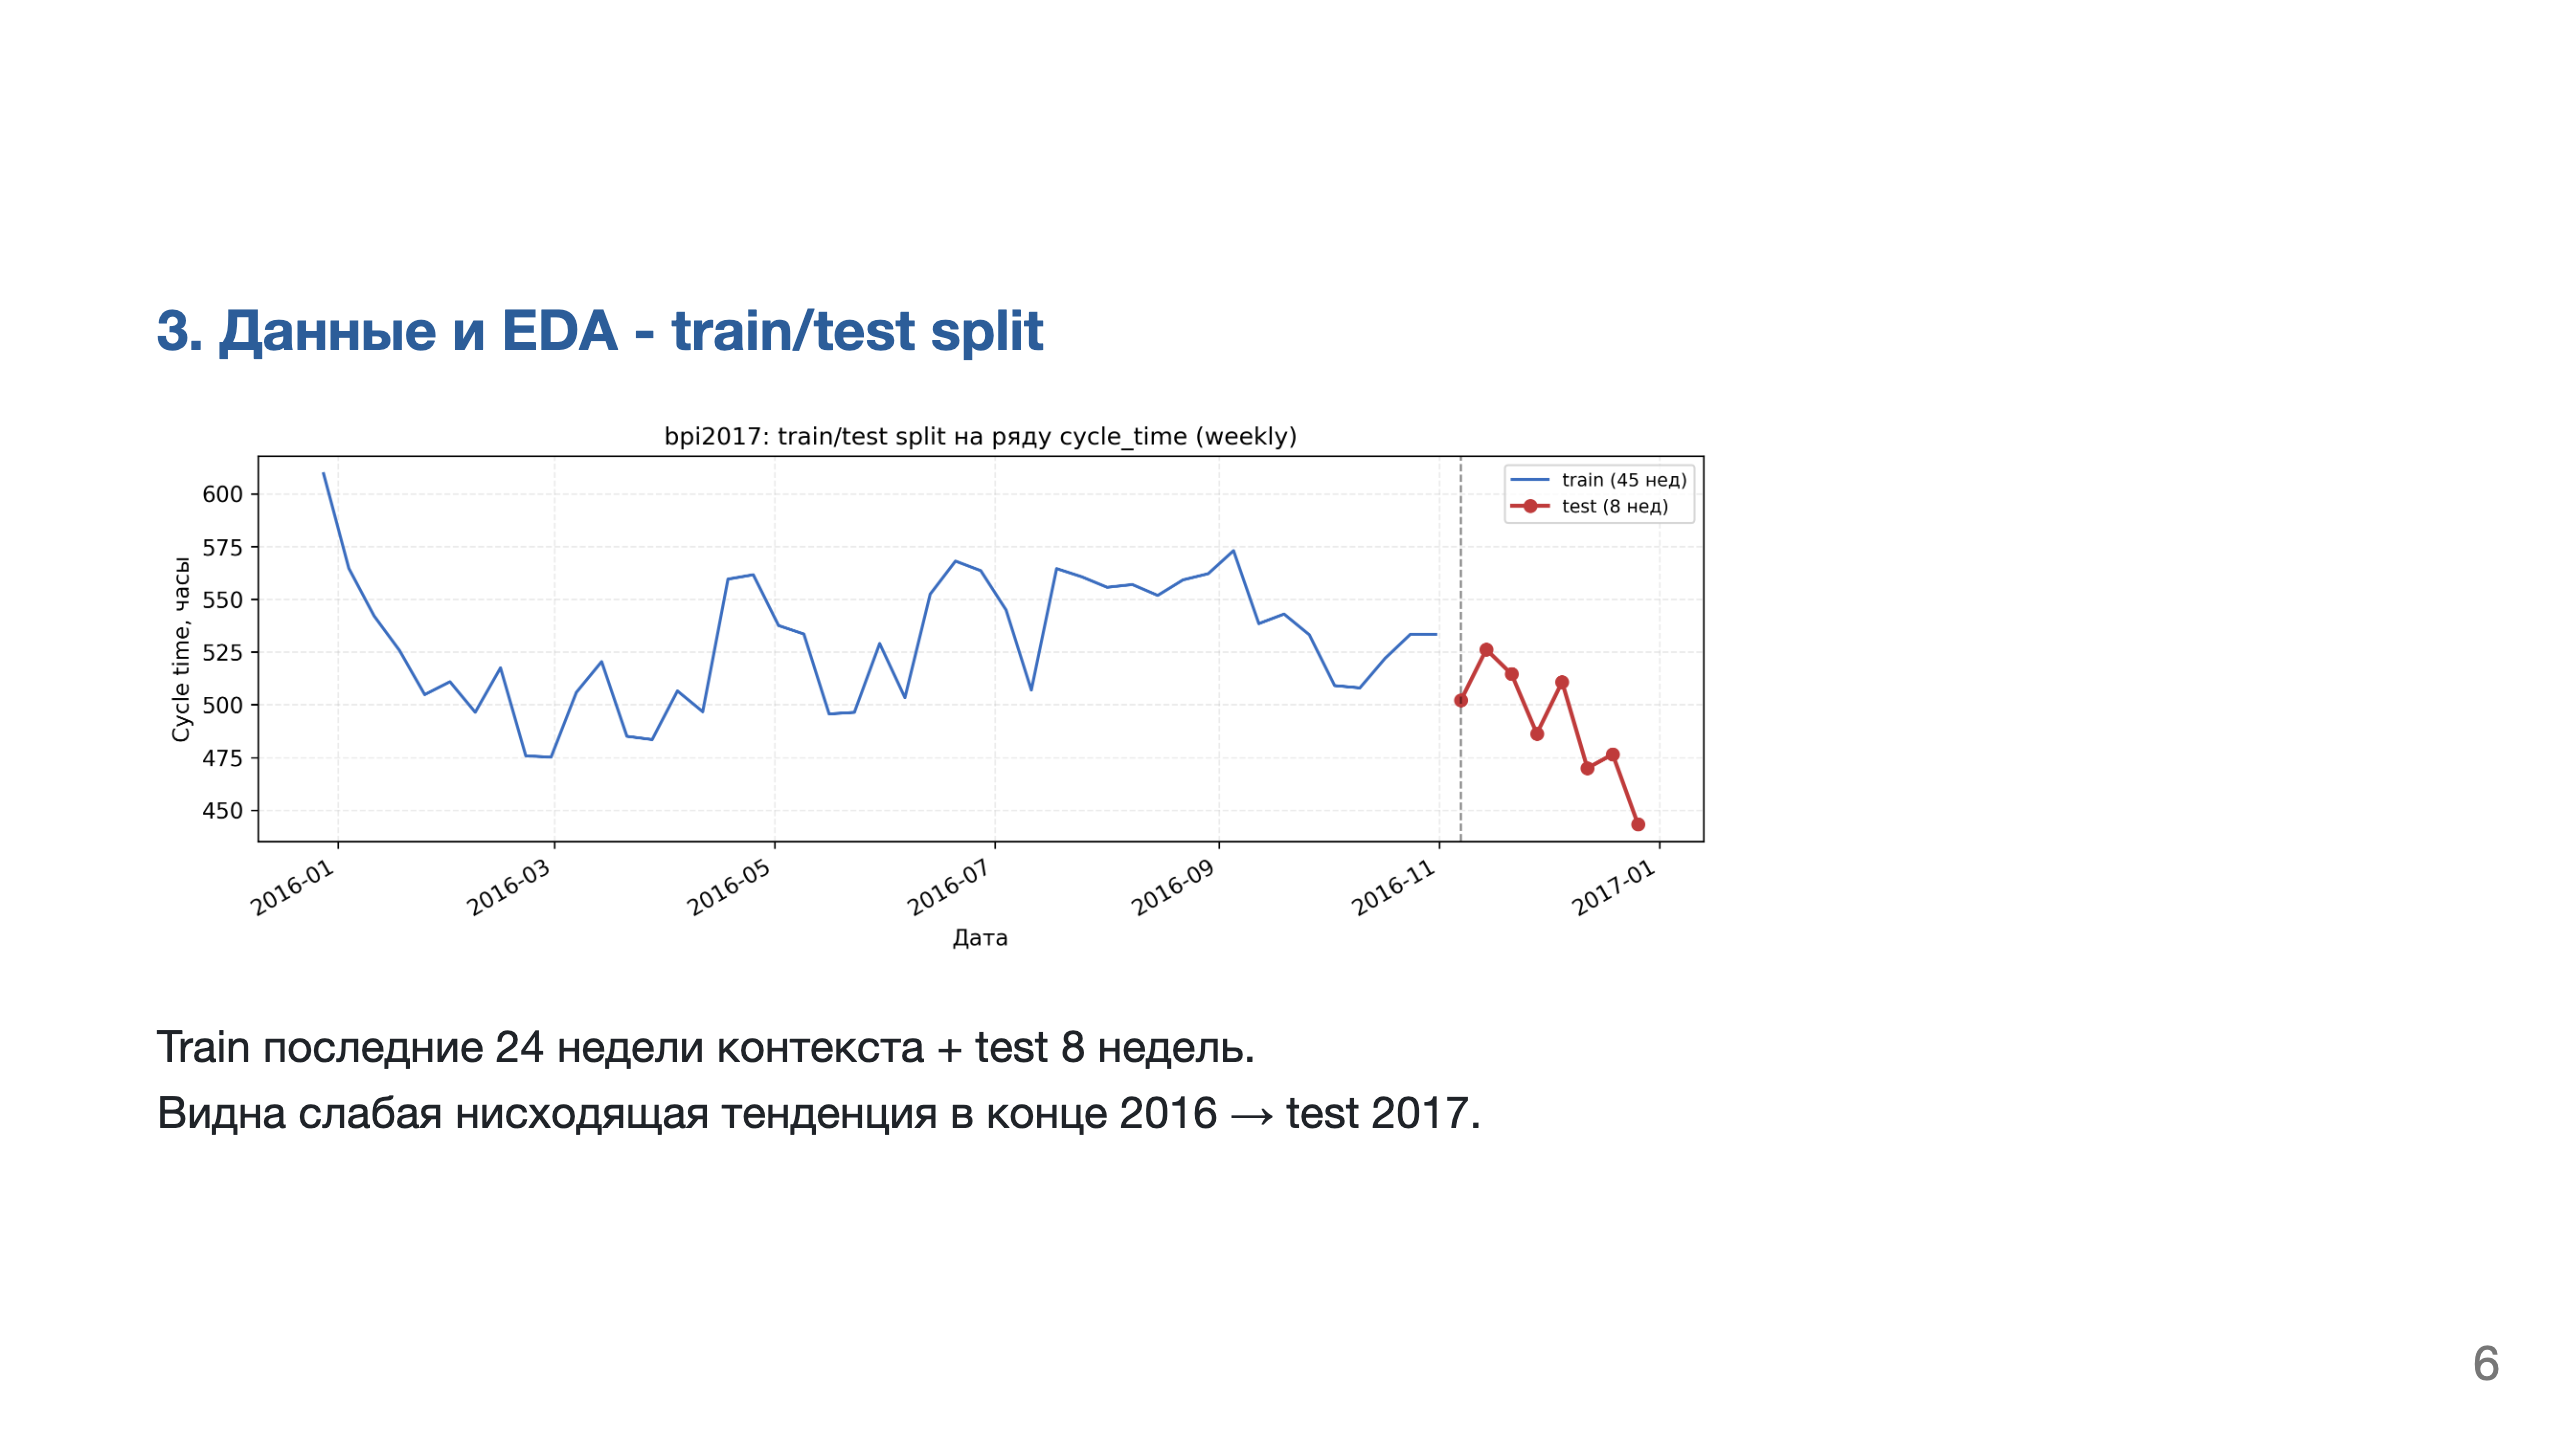 3. Данные и EDA - train/test split
bpi2017: train/test split на ряду cycle_time (weekly)
train (45 нед)
test (8 нед)
Cycle time, часы
600
575
550
525
500
475
450
2016-01
2016-03
2016-05
2016-07
2016-09
2016-11
2017-01
Дата
Train последние 24 недели контекста + test 8 недель.
Видна слабая нисходящая тенденция в конце 2016 → test 2017.
6